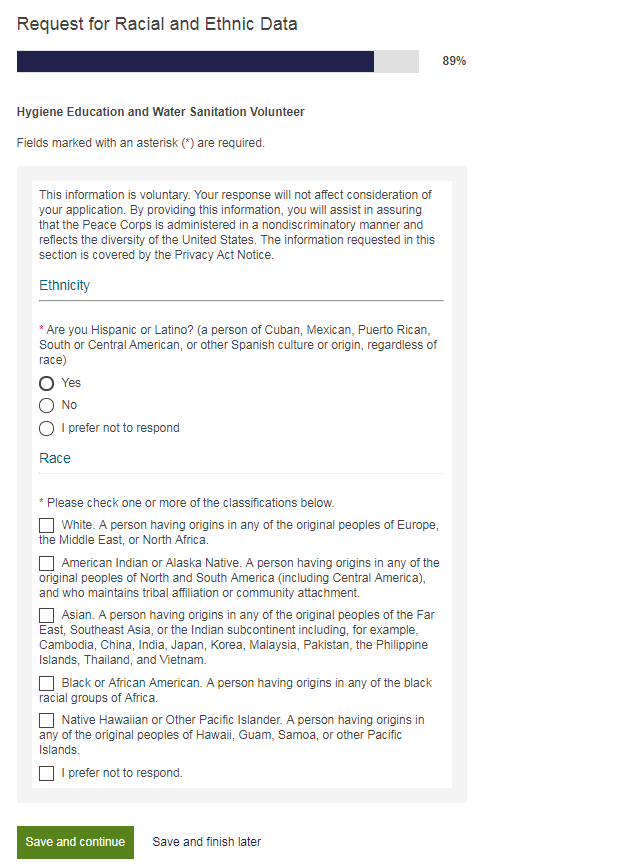 Request for Racial and Ethnic Data
89%
Hygiene Education and Water Sanitation Volunteer
Fields marked with an asterisk (*) are required.
This information is voluntary. Your response will not affect consideration of
your application. By providing this information, you will assist in assuring
that the Peace Corps is administered in a nondiscriminatory manner and
reflects the diversity of the United States. The information requested in this
section is covered by the Privacy Act Notice.
Ethnicity
* Are you Hispanic or Latino? (a person of Cuban, Mexican, Puerto Rican,
South or Central American, or other Spanish culture or origin, regardless of
race)
Yes
No
I prefer not to respond
Race
* Please check one or more of the classifications below.
White. A person having origins in any of the original peoples of Europe,
the Middle East, or North Africa.
American Indian or Alaska Native. A person having origins in any of the
original peoples of North and South America (including Central America),
and who maintains tribal affiliation or community attachment.
Asian. A person having origins in any of the original peoples of the Far
East, Southeast Asia, or the Indian subcontinent including, for example,
Cambodia, China, India, Japan, Korea, Malaysia, Pakistan, the Philippine
Islands, Thailand, and Vietnam.
Black or African American. A person having origins in any of the black
racial groups of Africa.
Native Hawaiian or Other Pacific Islander. A person having origins in
any of the original peoples of Hawaii, Guam, Samoa, or other Pacific
Islands.
I prefer not to respond.
Save and continue Save and finish later